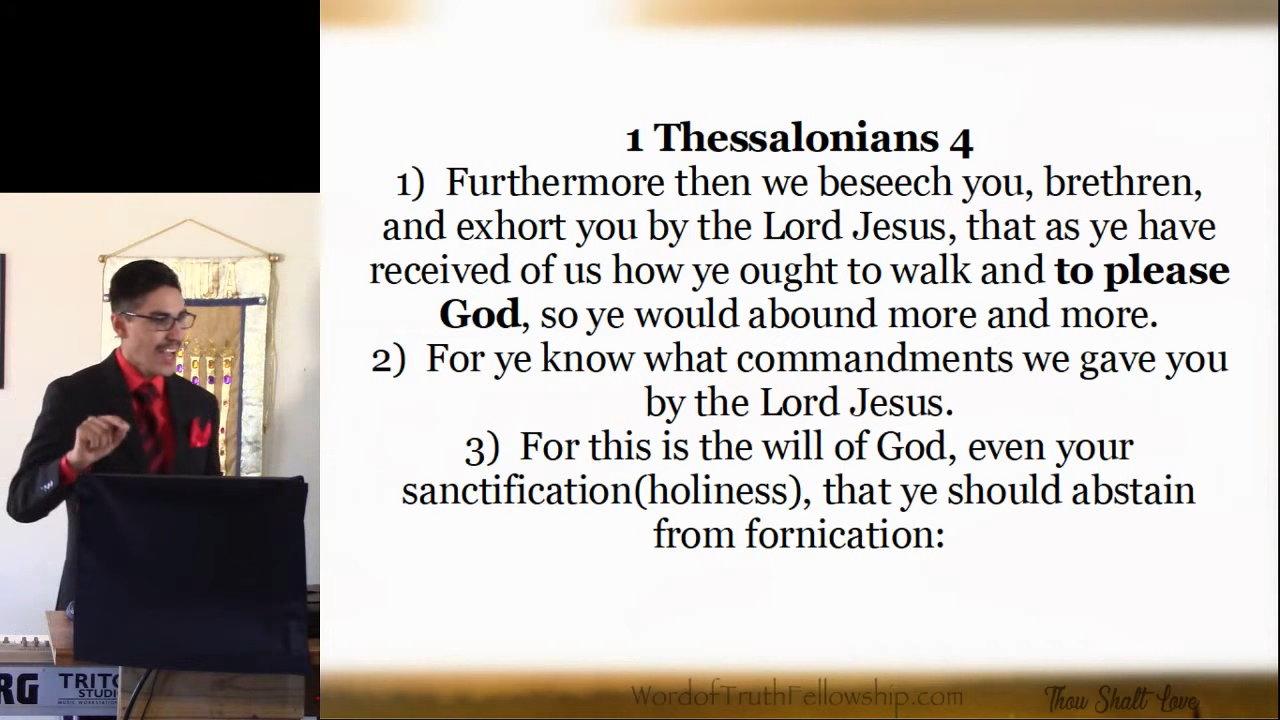 1 Thessalonians 4
1)  Furthermore then we beseech you, brethren,
and exhort you by the Lord Jesus, that as ye have
received of us how ye ought to walk and to please
God, so ye would abound more and more.
2)  For ye know what commandments we gave you
by the Lord Jesus.
3)  For this is the will of God, even your
sanctification(holiness), that ye should abstain
from fornication:
WordofTruthFellowship.com
Thou Shalt Love
RG TRITO
STUDI
MUSIC WORKSTATI